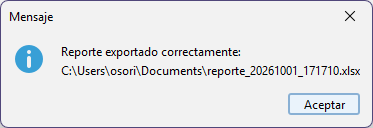 Mensaje
Reporte exportado correctamente:
C:\Users\osori\Documents\reporte_20261001_171710.xlsx
Aceptar